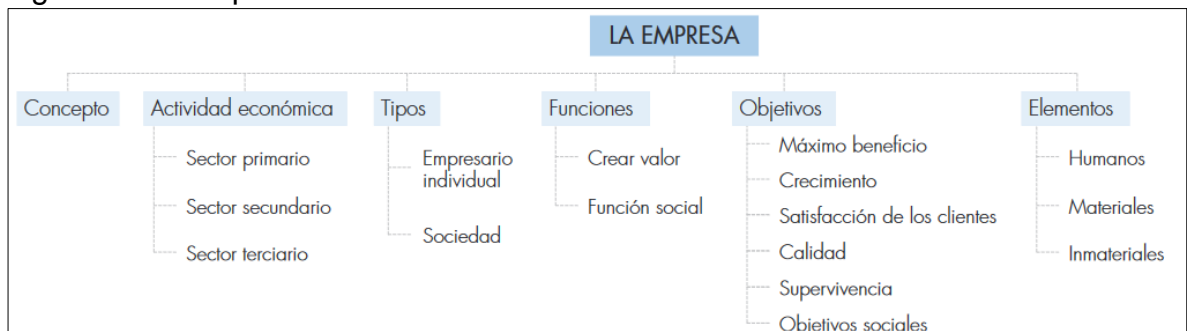 LA EMPRESA
Concepto
Actividad económica
Sector primario
Sector secundario
Sector terciario
Tipos
Empresario
individual
Sociedad
Funciones
Crear valor
Función social
Objetivos
Máximo beneficio
Crecimiento
Satisfacción de los clientes
Calidad
Supervivencia
Objetivos sociales
Elementos
Humanos
Materiales
Inmateriales